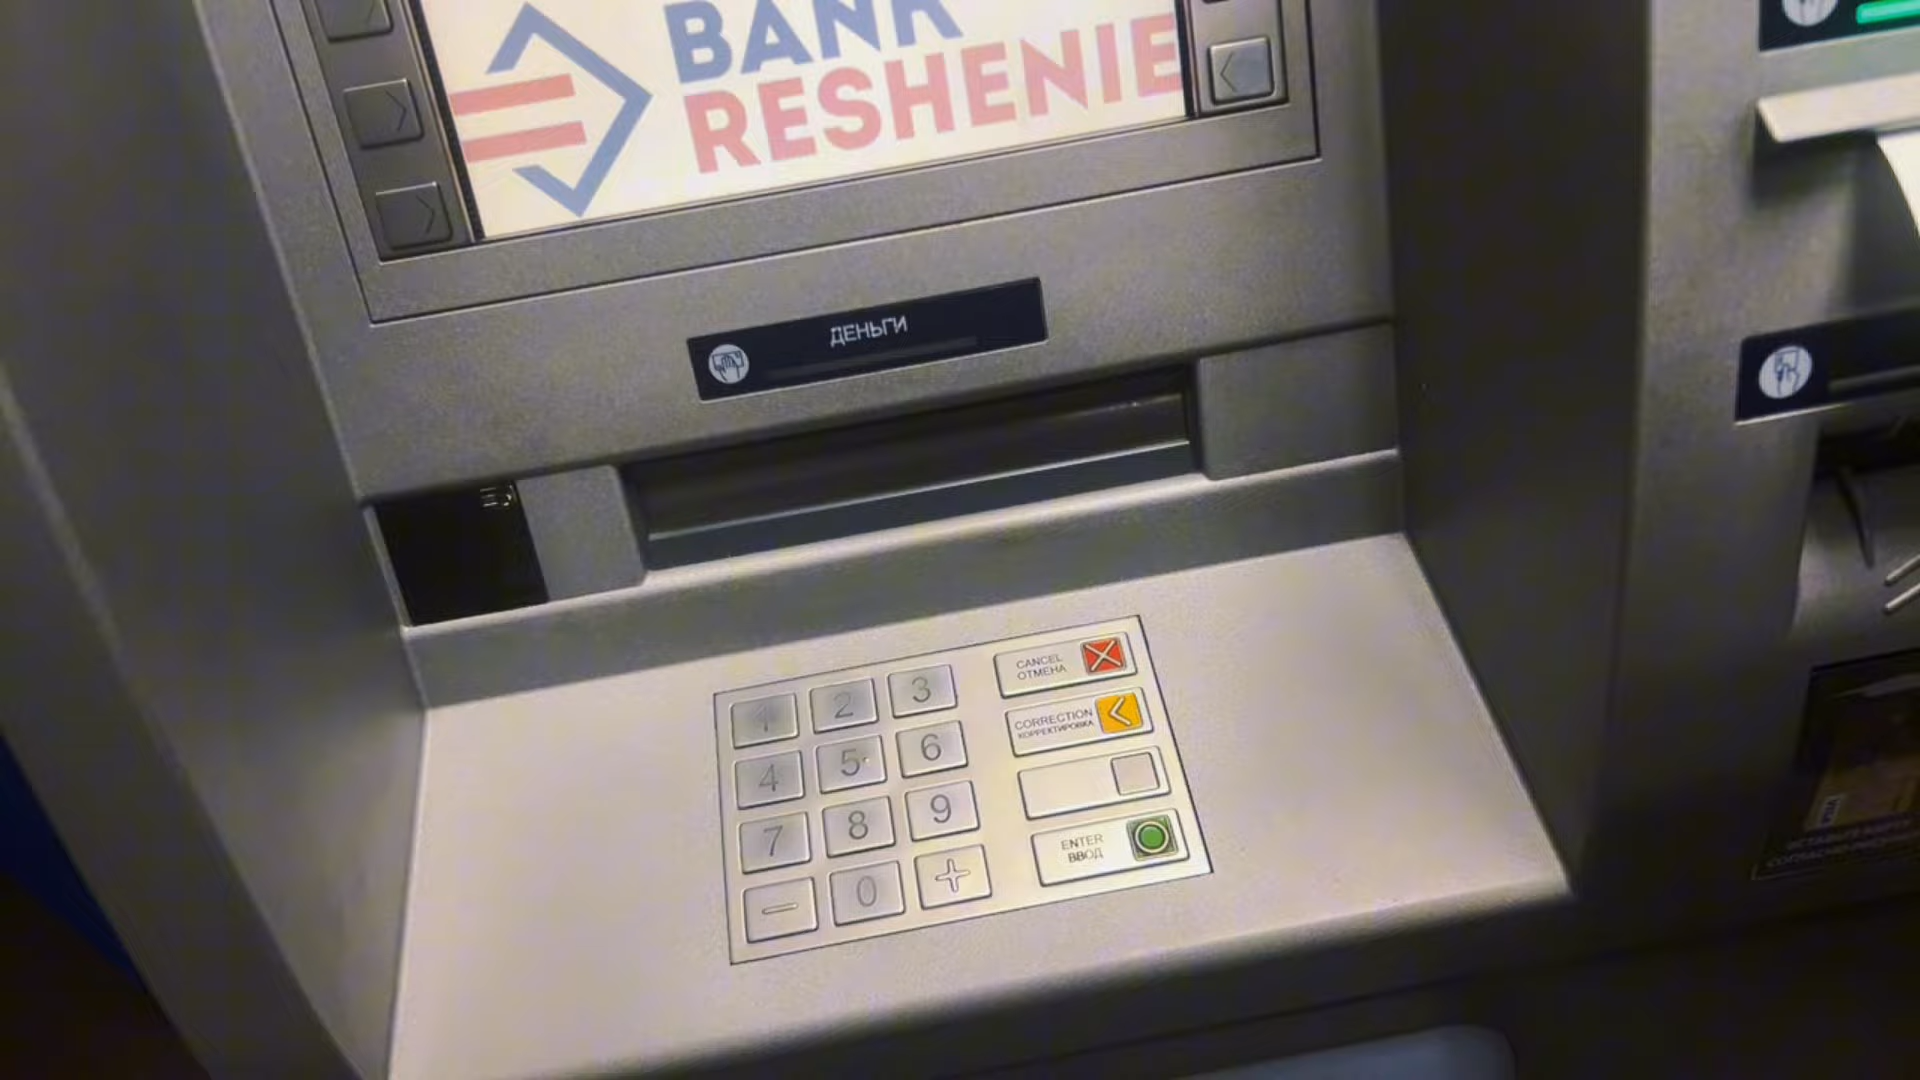 BANK
RESHENIE
ДЕНЬГИ
1 2 3
CANCEL
ОТМЕНА
4 5 6
CORRECTION
КОРРЕКТИРОВКА
7 8 9
0
ENTER
ВВОД
VISA